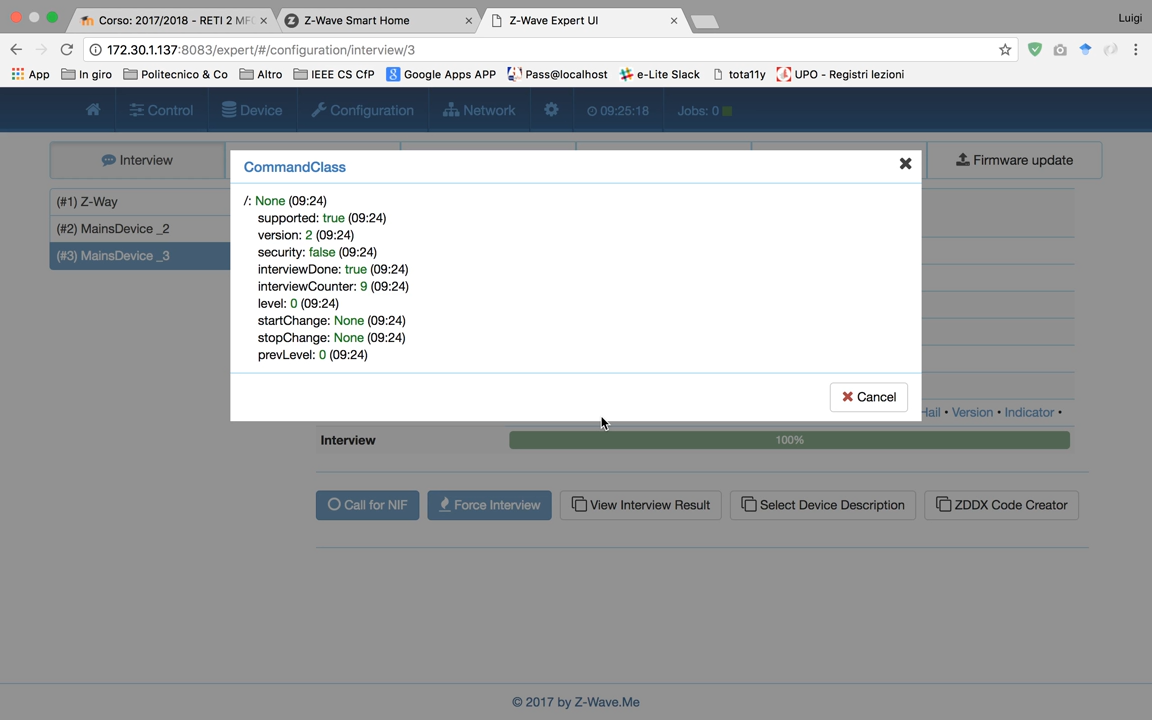 Corso: 2017/2018 - RETI 2 MFC
Z-Wave Smart Home
Z-Wave Expert UI
Luigi
172.30.1.137:8083/expert/#/configuration/interview/3
App In giro Politecnico & Co Altro IEEE CS CfP Google Apps APP Pass@localhost e-Lite Slack tota11y UPO - Registri lezioni
Control Device Configuration Network 09:25:18 Jobs: 0
Interview
Firmware update
(#1) Z-Way
(#2) MainsDevice _2
(#3) MainsDevice _3
CommandClass
/: None (09:24)
supported: true (09:24)
version: 2 (09:24)
security: false (09:24)
interviewDone: true (09:24)
interviewCounter: 9 (09:24)
level: 0 (09:24)
startChange: None (09:24)
stopChange: None (09:24)
prevLevel: 0 (09:24)
Cancel
Hail • Version • Indicator •
Interview 100%
Call for NIF Force Interview View Interview Result Select Device Description ZDDX Code Creator
© 2017 by Z-Wave.Me